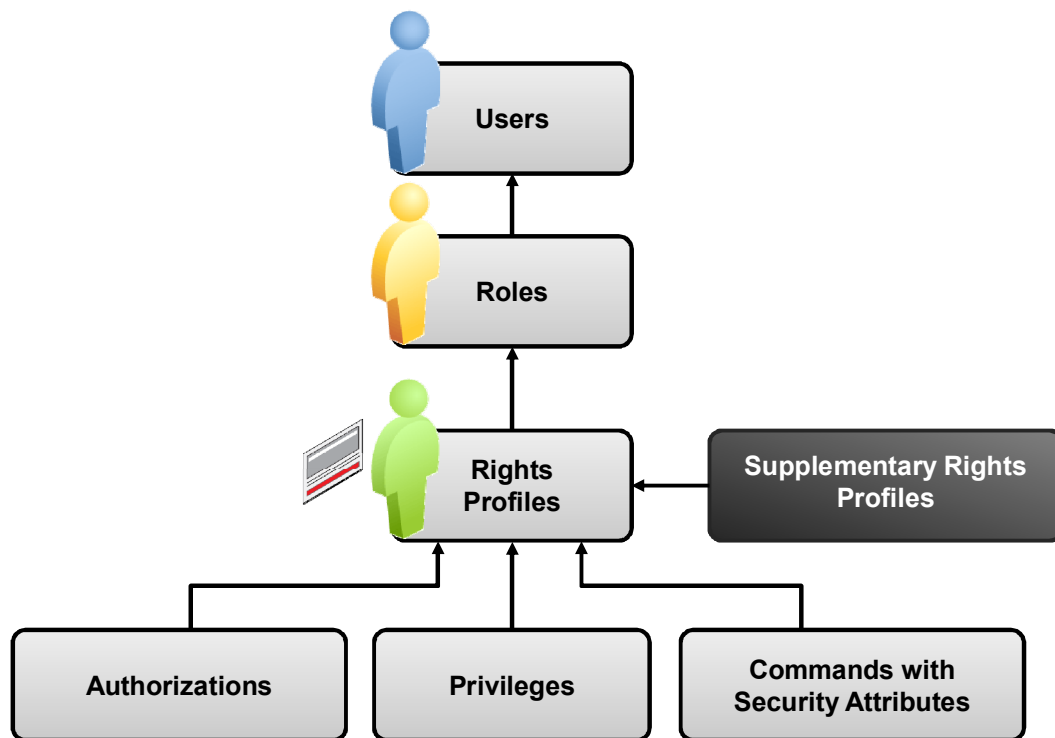 Users
Roles
Rights
Profiles
Supplementary Rights
Profiles
Authorizations
Privileges
Commands with
Security Attributes